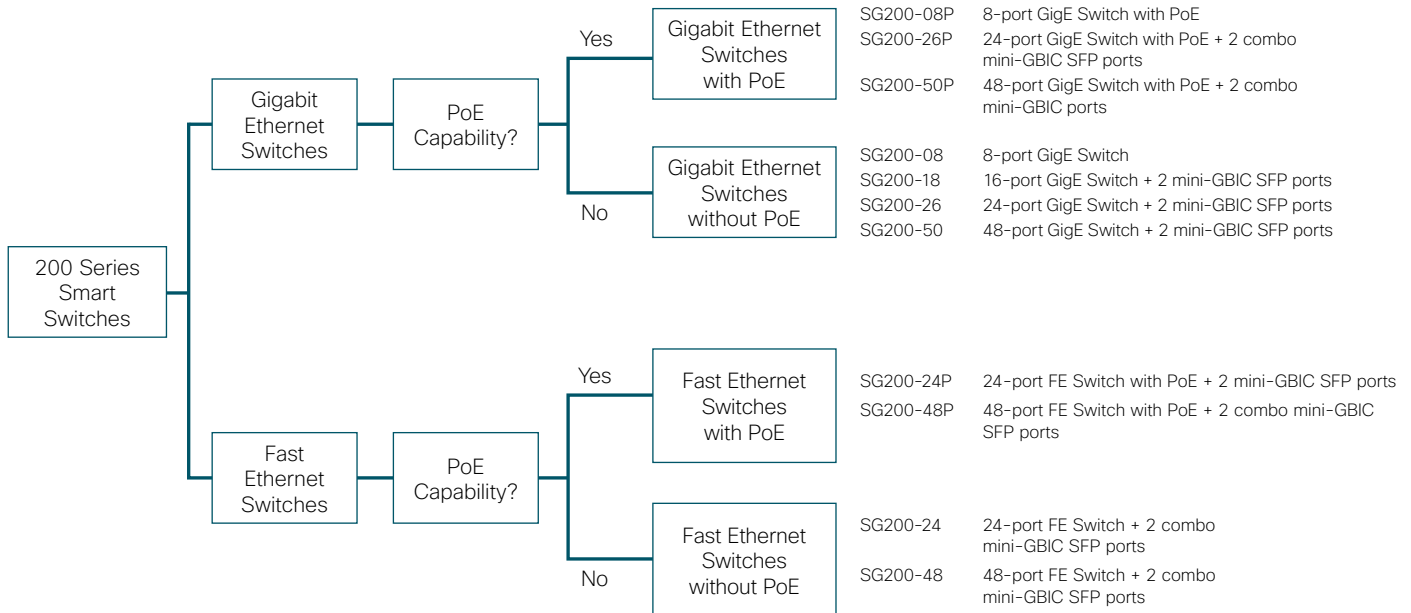 200 Series
Smart
Switches
Gigabit
Ethernet
Switches
PoE
Capability?
Yes
No
Gigabit Ethernet
Switches
with PoE
SG200-08P 8-port GigE Switch with PoE
SG200-26P 24-port GigE Switch with PoE + 2 combo
mini-GBIC SFP ports
SG200-50P 48-port GigE Switch with PoE + 2 combo
mini-GBIC ports
Gigabit Ethernet
Switches
without PoE
SG200-08 8-port GigE Switch
SG200-18 16-port GigE Switch + 2 mini-GBIC SFP ports
SG200-26 24-port GigE Switch + 2 mini-GBIC SFP ports
SG200-50 48-port GigE Switch + 2 mini-GBIC SFP ports
Fast
Ethernet
Switches
PoE
Capability?
Yes
No
Fast Ethernet
Switches
with PoE
SG200-24P 24-port FE Switch with PoE + 2 mini-GBIC SFP ports
SG200-48P 48-port FE Switch with PoE + 2 combo mini-GBIC
SFP ports
Fast Ethernet
Switches
without PoE
SG200-24 24-port FE Switch + 2 combo
mini-GBIC SFP ports
SG200-48 48-port FE Switch + 2 combo
mini-GBIC SFP ports